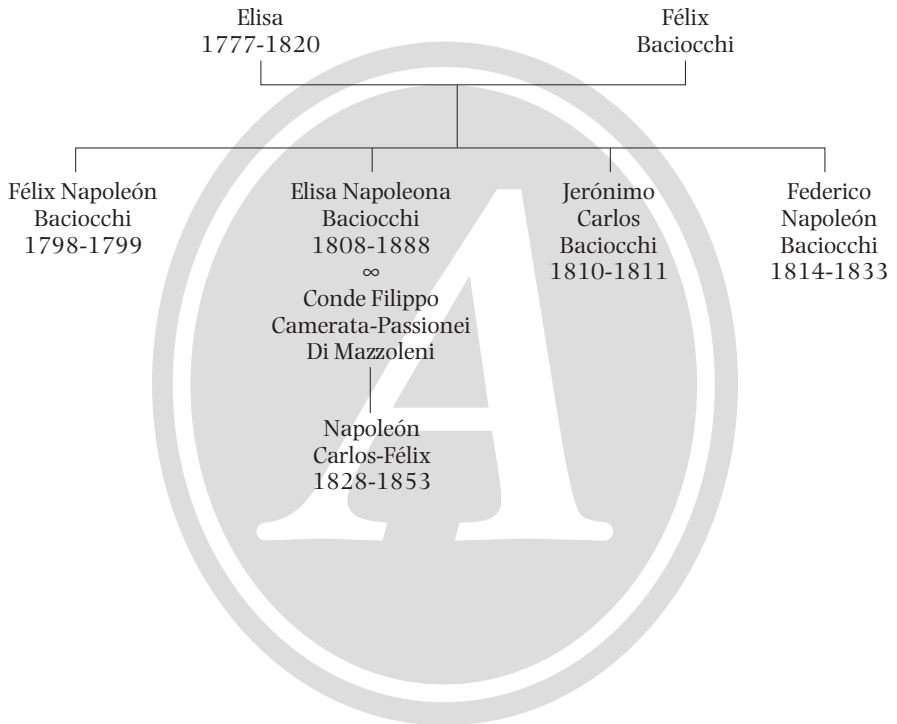 Elisa
1777-1820
Félix
Baciocchi
Félix Napoleón
Baciocchi
1798-1799
Elisa Napoleona
Baciocchi
1808-1888
∞
Conde Filippo
Camerata-Passionei
Di Mazzoleni
Napoleón
Carlos-Félix
1828-1853
Jerónimo
Carlos
Baciocchi
1810-1811
Federico
Napoleón
Baciocchi
1814-1833
A